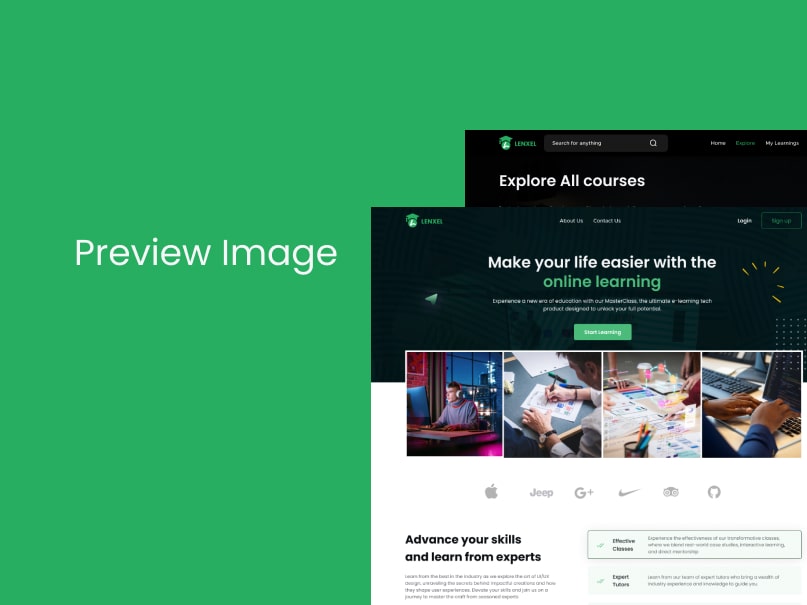 Preview Image
LENXEL
Search for anything
Home
Explore
My Learnings
Explore All courses
LENXEL
About Us
Contact Us
Login
Sign up
Make your life easier with the
online learning
Experience a new era of education with our MasterClass, the ultimate e-learning tech
product designed to unlock your full potential.
Start Learning
Jeep
G+
Advance your skills
and learn from experts
Learn from the best in the industry as we explore the art of UI/UX
design, unraveling the secrets behind impactful creations and how
they shape user experiences. Elevate your skills and join us on a
journey to master the craft from seasoned experts
Effective
Classes
Experience the effectiveness of our transformative classes,
where we blend real-world case studies, interactive learning,
and direct mentorship
Expert
Tutors
Learn from our team of expert tutors who bring a wealth of
industry experience and knowledge to guide you.